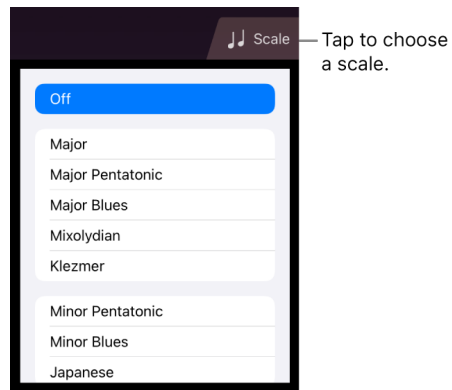 Scale
Tap to choose
a scale.
Off
Major
Major Pentatonic
Major Blues
Mixolydian
Klezmer
Minor Pentatonic
Minor Blues
Japanese